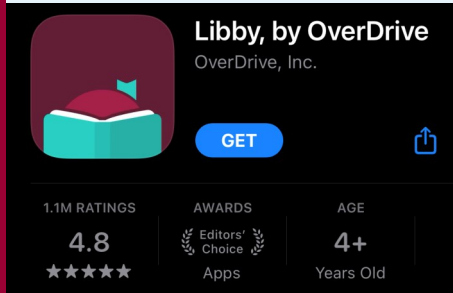 Libby, by OverDrive
OverDrive, Inc.
GET
1.1M RATINGS
4.8
AWARDS
Editors'
Choice
Apps
AGE
4+
Years Old